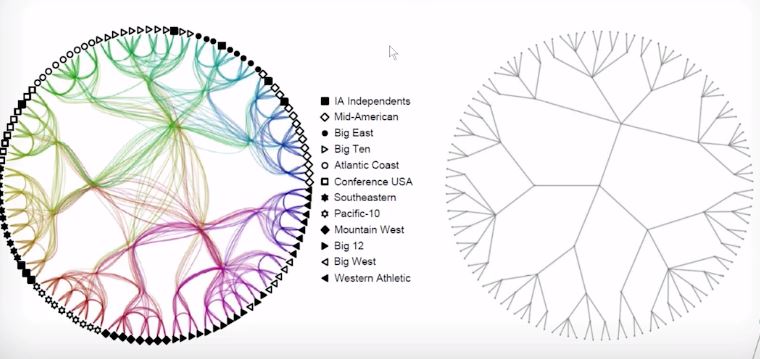 IA Independents
Mid-American
Big East
Big Ten
Atlantic Coast
Conference USA
Southeastern
Pacific-10
Mountain West
Big 12
Big West
Western Athletic